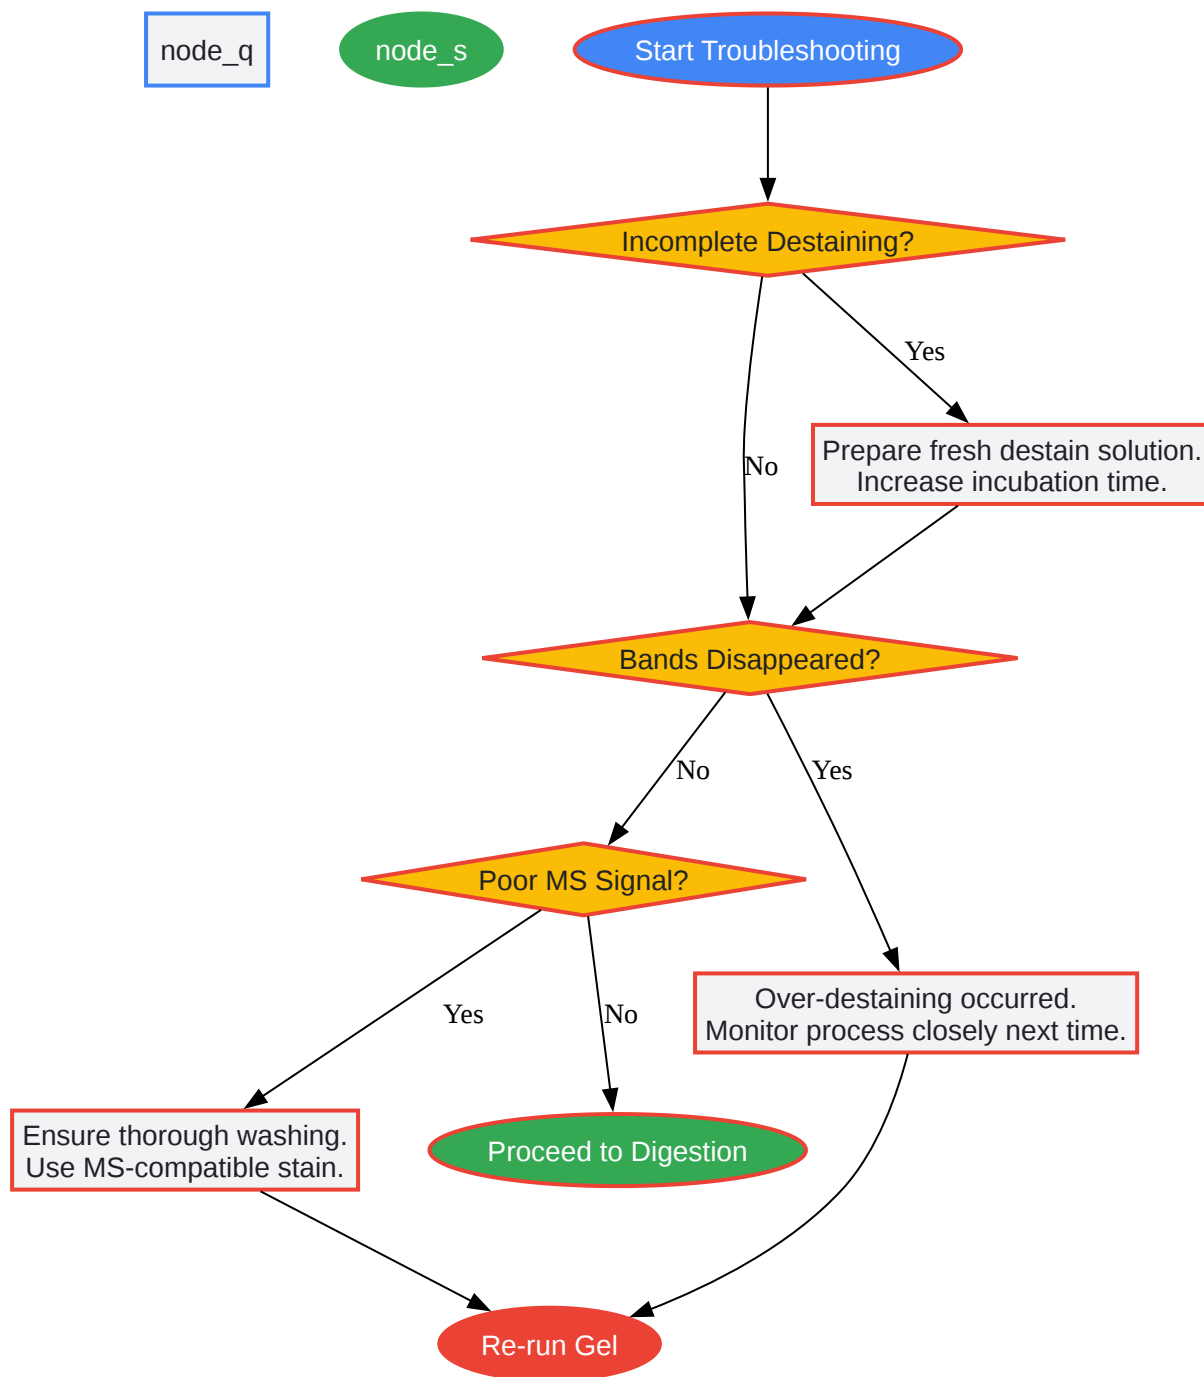 node_q
node_s
Start Troubleshooting
Incomplete Destaining?
Yes
Prepare fresh destain solution.
Increase incubation time.
No
Bands Disappeared?
No
Yes
Poor MS Signal?
Over-destaining occurred.
Monitor process closely next time.
Yes
No
Ensure thorough washing.
Use MS-compatible stain.
Proceed to Digestion
Re-run Gel